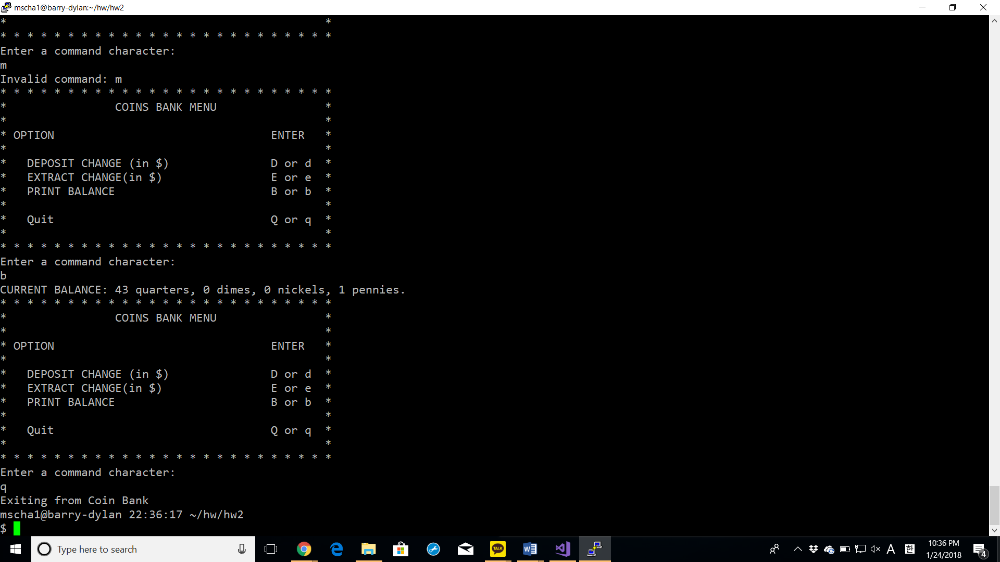 mscha1@barry-dylan:~/hw/hw2
*                                               *
* * * * * * * * * * * * * * * * * * * * * * * * *
Enter a command character:
m
Invalid command: m
* * * * * * * * * * * * * * * * * * * * * * * * *
*                COINS BANK MENU                *
*                                               *
* OPTION                                ENTER   *
*                                               *
*   DEPOSIT CHANGE (in $)               D or d  *
*   EXTRACT CHANGE(in $)                E or e  *
*   PRINT BALANCE                       B or b  *
*                                               *
*   Quit                                Q or q  *
*                                               *
* * * * * * * * * * * * * * * * * * * * * * * * *
Enter a command character:
b
CURRENT BALANCE: 43 quarters, 0 dimes, 0 nickels, 1 pennies.
* * * * * * * * * * * * * * * * * * * * * * * * *
*                COINS BANK MENU                *
*                                               *
* OPTION                                ENTER   *
*                                               *
*   DEPOSIT CHANGE (in $)               D or d  *
*   EXTRACT CHANGE(in $)                E or e  *
*   PRINT BALANCE                       B or b  *
*                                               *
*   Quit                                Q or q  *
*                                               *
* * * * * * * * * * * * * * * * * * * * * * * * *
Enter a command character:
q
Exiting from Coin Bank
mscha1@barry-dylan 22:36:17 ~/hw/hw2
$
Type here to search
TALK
A
한
10:36 PM
1/24/2018
4